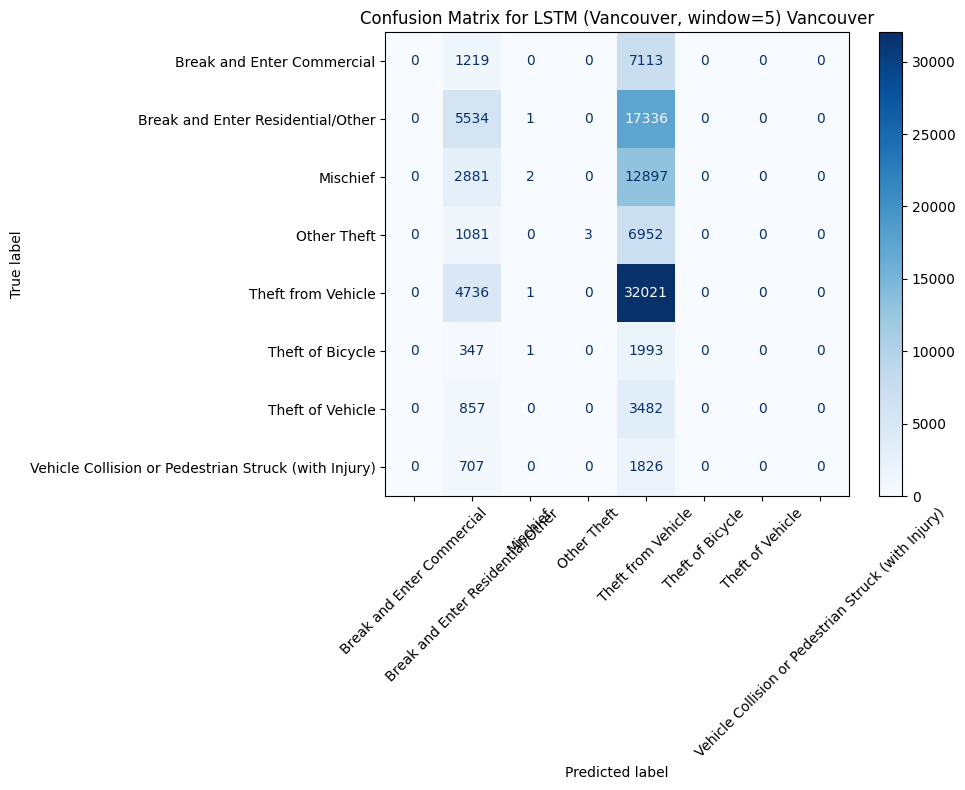 Confusion Matrix for LSTM (Vancouver, window=5) Vancouver
True label
Break and Enter Commercial 0 1219 0 0 7113 0 0 0
Break and Enter Residential/Other 0 5534 1 0 17336 0 0 0
Mischief 0 2881 2 0 12897 0 0 0
Other Theft 0 1081 0 3 6952 0 0 0
Theft from Vehicle 0 4736 1 0 32021 0 0 0
Theft of Bicycle 0 347 1 0 1993 0 0 0
Theft of Vehicle 0 857 0 0 3482 0 0 0
Vehicle Collision or Pedestrian Struck (with Injury) 0 707 0 0 1826 0 0 0
Break and Enter Commercial
Break and Enter Residential/Other
Mischief
Other Theft
Theft from Vehicle
Theft of Bicycle
Theft of Vehicle
Vehicle Collision or Pedestrian Struck (with Injury)
Predicted label
30000
25000
20000
15000
10000
5000
0